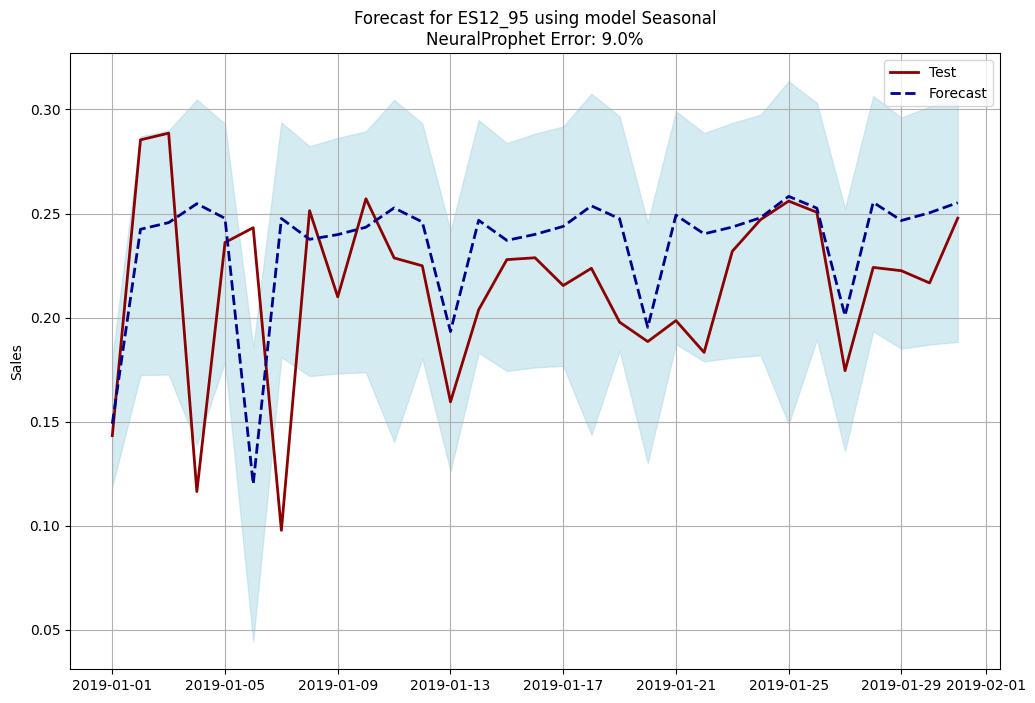 Forecast for ES12_95 using model Seasonal
NeuralProphet Error: 9.0%
Test
Forecast
Sales
0.30
0.25
0.20
0.15
0.10
0.05
2019-01-01 2019-01-05 2019-01-09 2019-01-13 2019-01-17 2019-01-21 2019-01-25 2019-01-29 2019-02-01